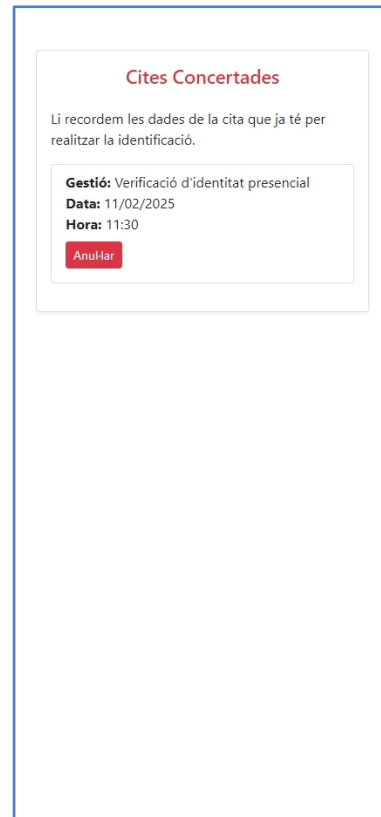 Cites Concertades
Li recordem les dades de la cita que ja té per
realitzar la identificació.
Gestió: Verificació d'identitat presencial
Data: 11/02/2025
Hora: 11:30
Anul·lar